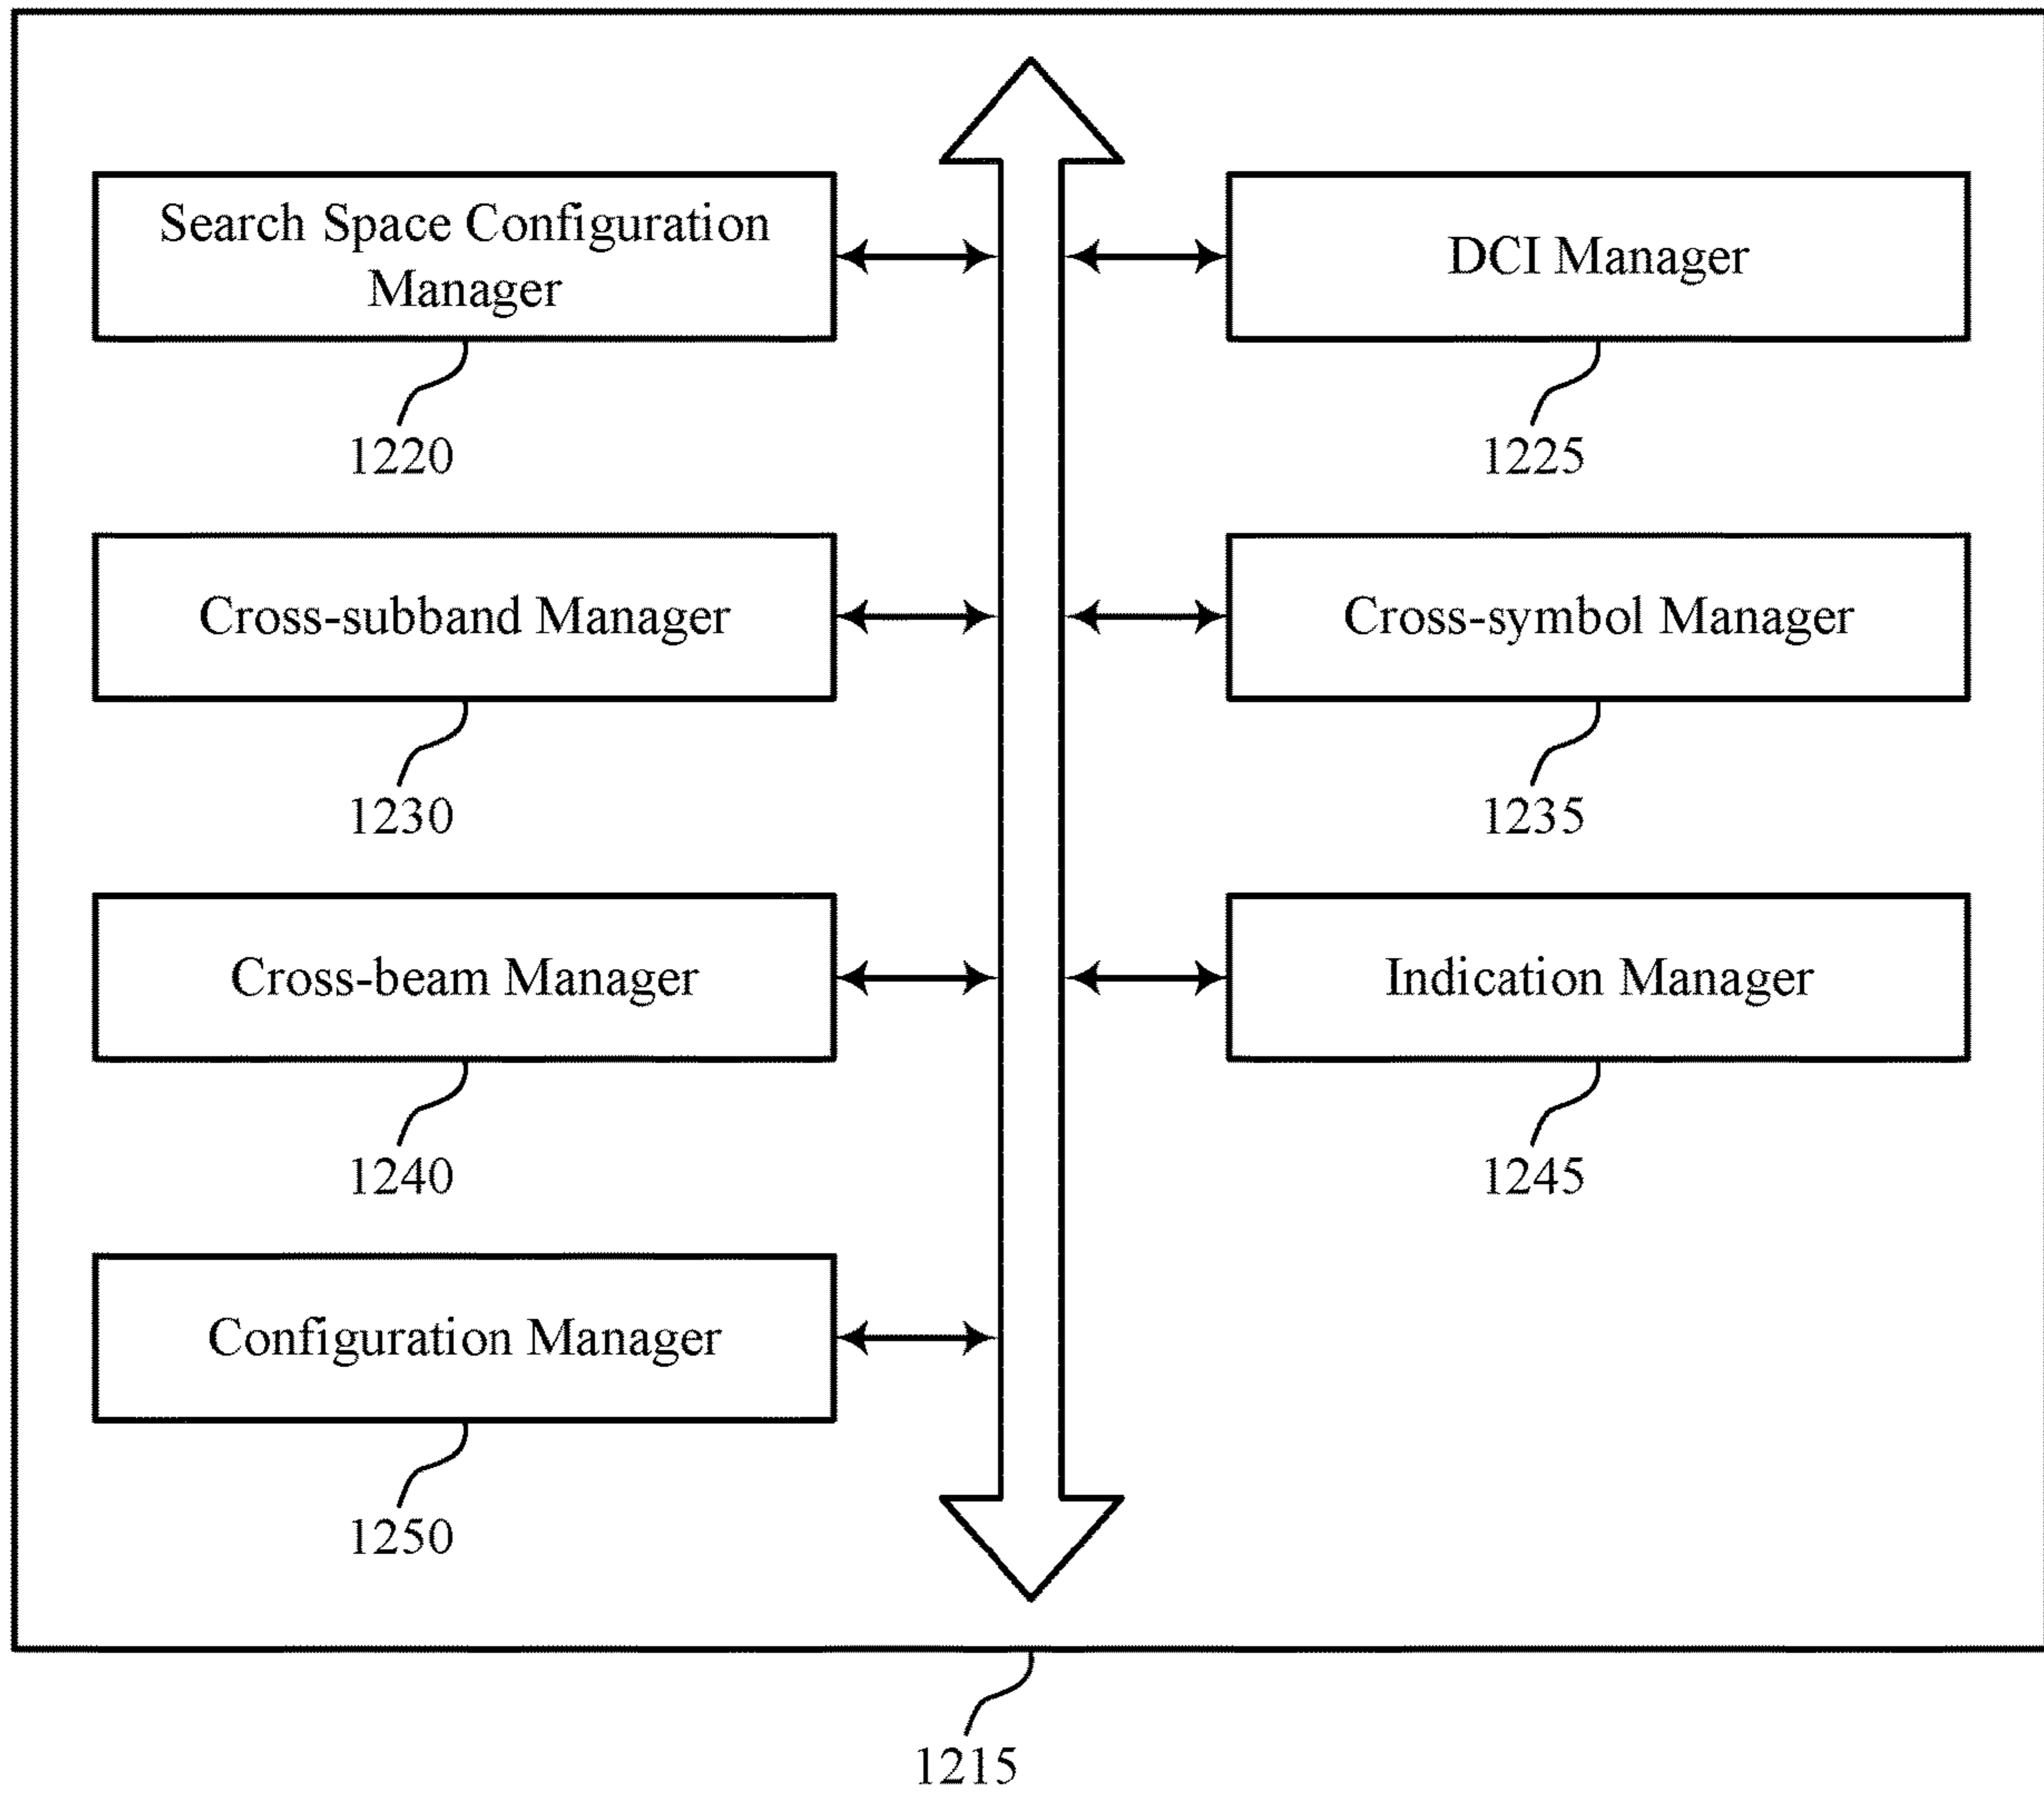 Search Space Configuration
Manager
1220
DCI Manager
1225
Cross-subband Manager
1230
Cross-symbol Manager
1235
Cross-beam Manager
1240
Indication Manager
1245
Configuration Manager
1250
1215